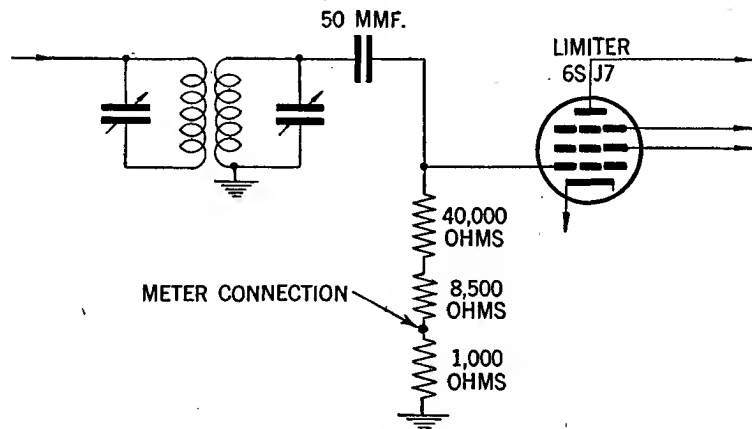 50 MMF.
LIMITER
6SJ7
40,000
OHMS
8,500
OHMS
METER CONNECTION
1,000
OHMS